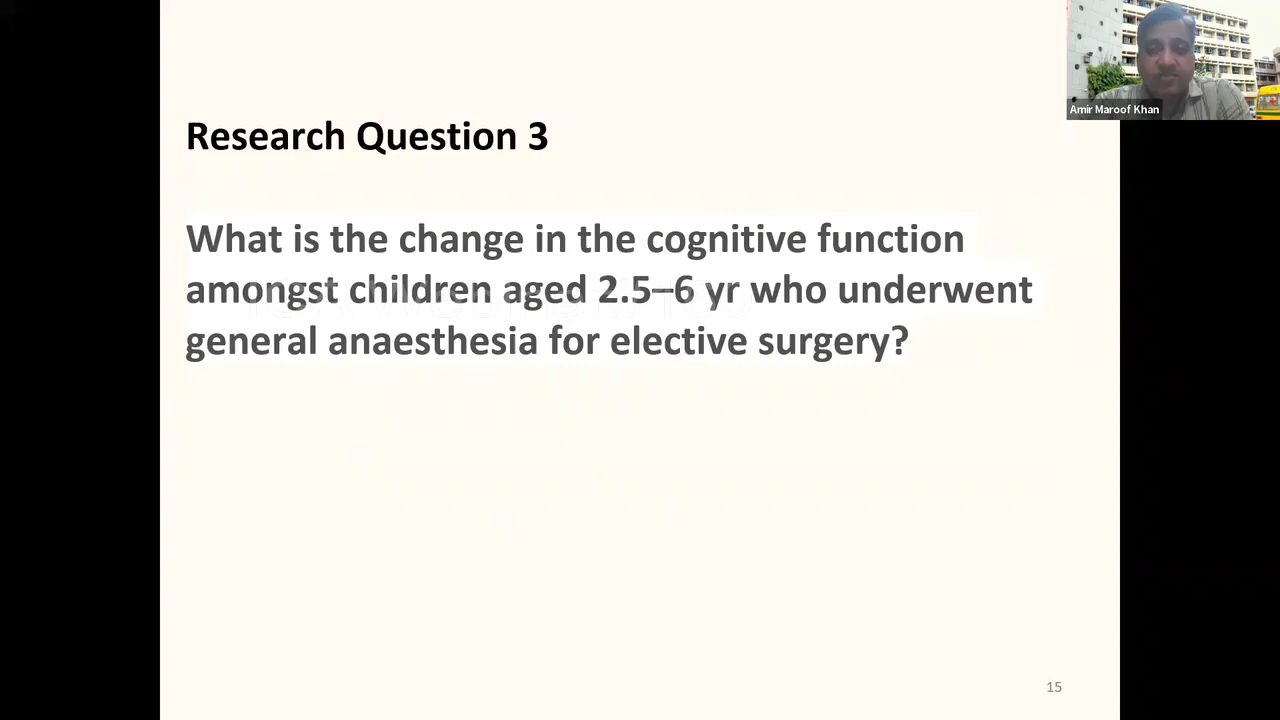 Amir Maroof Khan
Research Question 3
What is the change in the cognitive function
amongst children aged 2.5–6 yr who underwent
general anaesthesia for elective surgery?
15